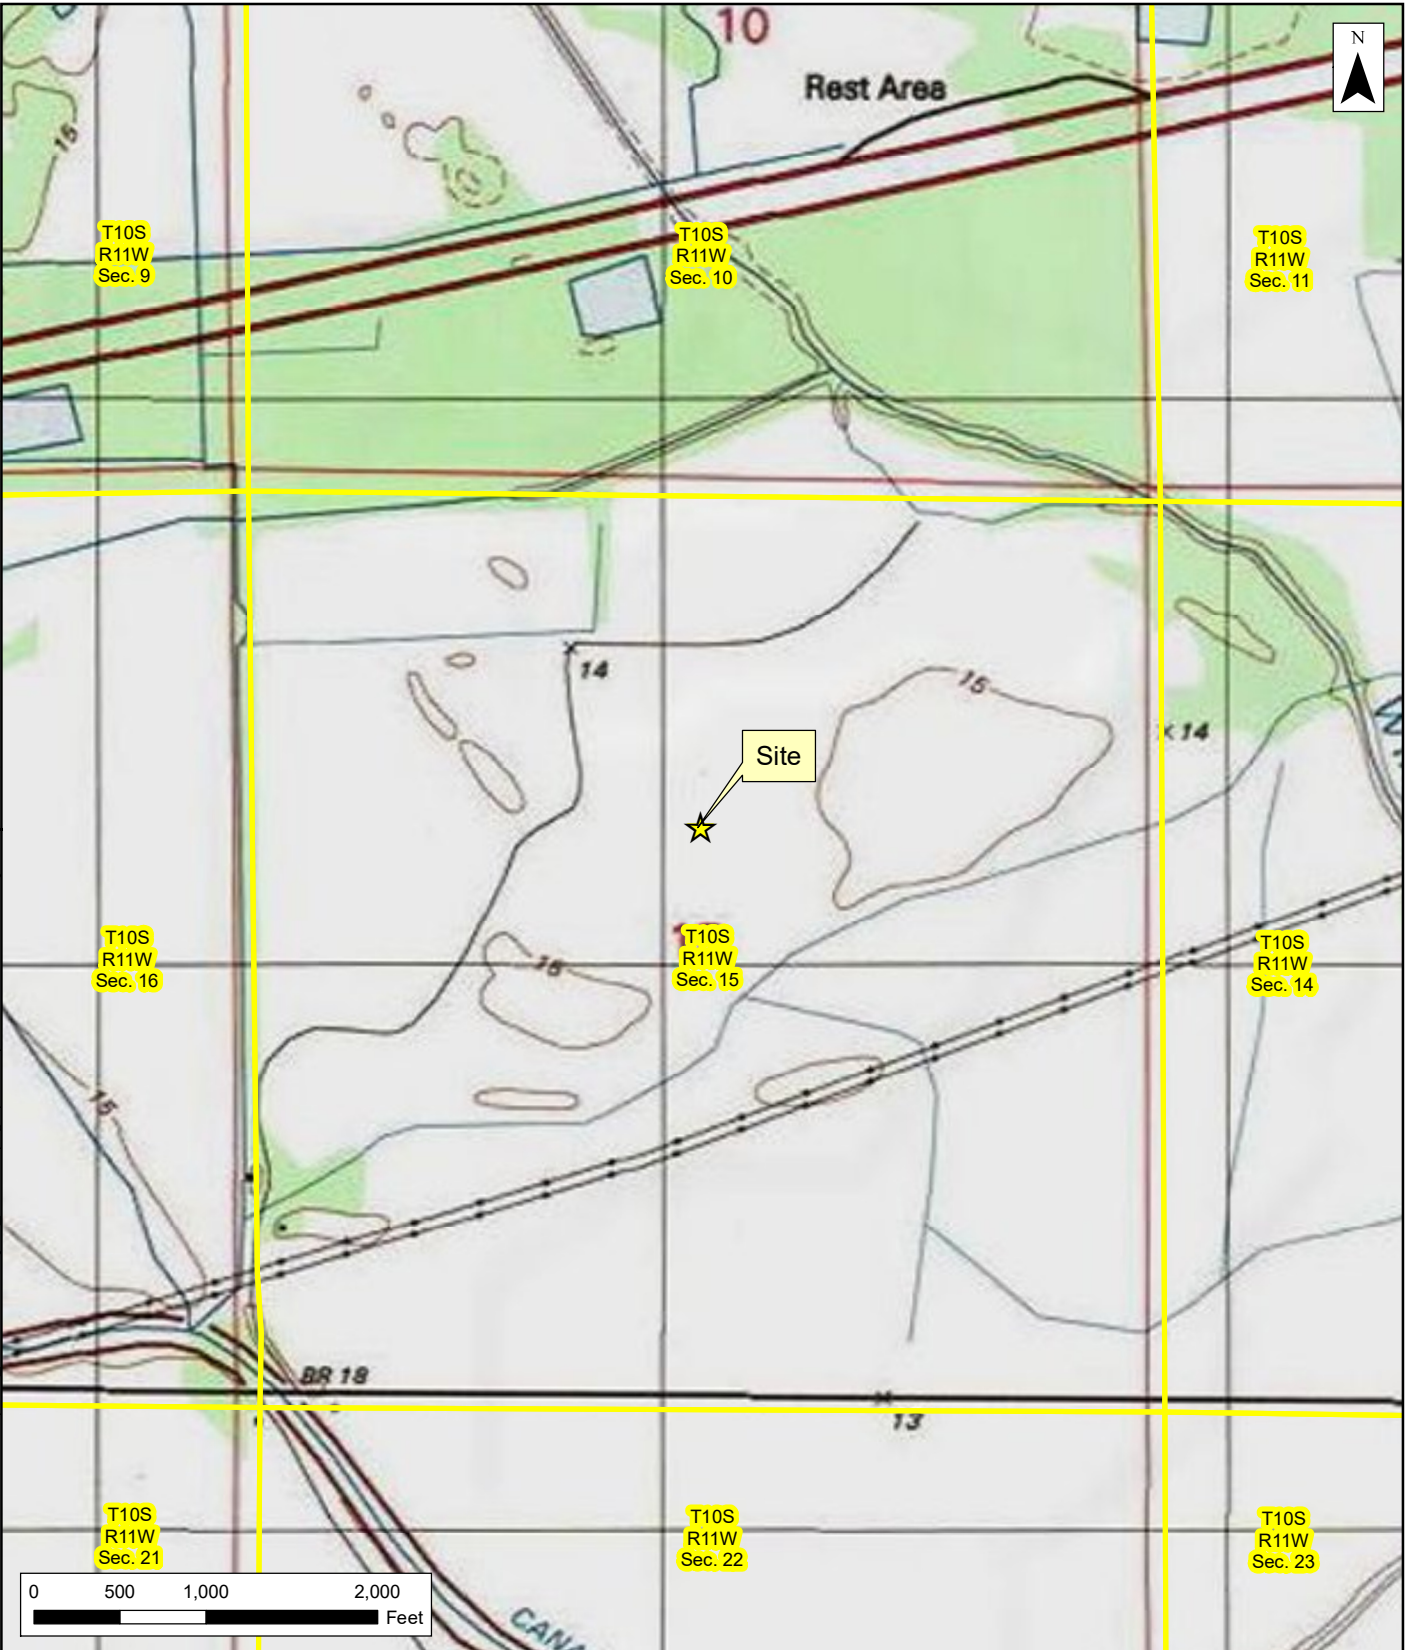 10
N
Rest Area
15
T10S
R11W
Sec. 9
T10S
R11W
Sec. 10
T10S
R11W
Sec. 11
14
15
14
Site
T10S
R11W
Sec. 16
15
T10S
R11W
Sec. 15
T10S
R11W
Sec. 14
15
BR 18
13
T10S
R11W
Sec. 21
T10S
R11W
Sec. 22
T10S
R11W
Sec. 23
0 500 1,000 2,000
Feet
CANA